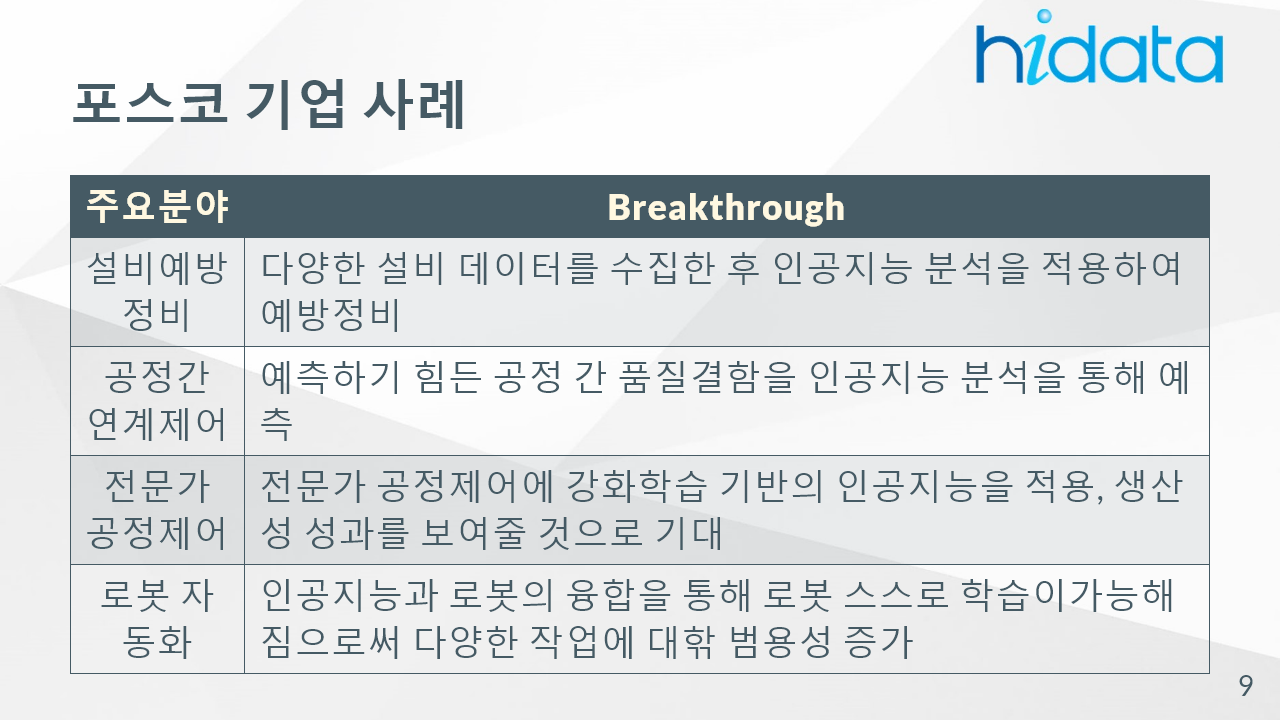 hidata
포스코 기업 사례
주요분야
Breakthrough
설비예방
정비
다양한 설비 데이터를 수집한 후 인공지능 분석을 적용하여
예방정비
공정간
연계제어
예측하기 힘든 공정 간 품질결함을 인공지능 분석을 통해 예
측
전문가
공정제어
전문가 공정제어에 강화학습 기반의 인공지능을 적용, 생산
성 성과를 보여줄 것으로 기대
로봇 자
동화
인공지능과 로봇의 융합을 통해 로봇 스스로 학습이가능해
짐으로써 다양한 작업에 대핚 범용성 증가
9